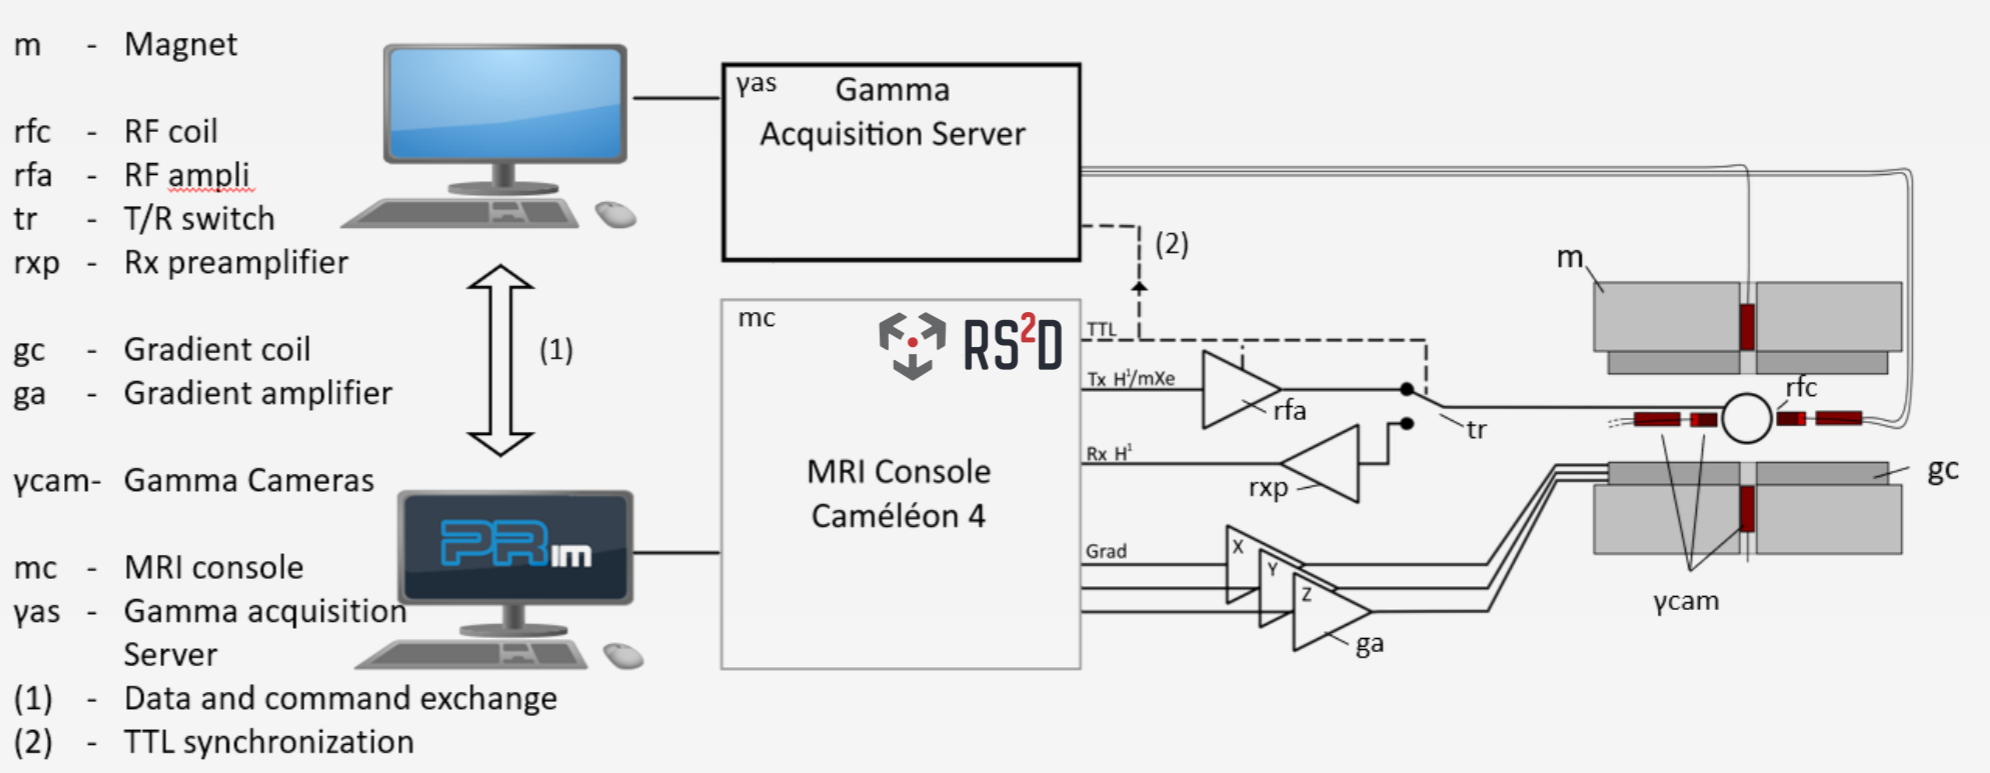 m - Magnet
rfc - RF coil
rfa - RF ampli
tr - T/R switch
rxp - Rx preamplifier
gc - Gradient coil
ga - Gradient amplifier
γcam- Gamma Cameras
mc - MRI console
γas - Gamma acquisition
Server
(1) - Data and command exchange
(2) - TTL synchronization
(1)
PRIM
γas
Gamma
Acquisition Server
(2)
mc
RS²D
MRI Console
Caméléon 4
TTL
Tx H¹/mXe
Rx H¹
Grad
rfa
rxp
tr
X
Y
Z
ga
m
rfc
gc
γcam